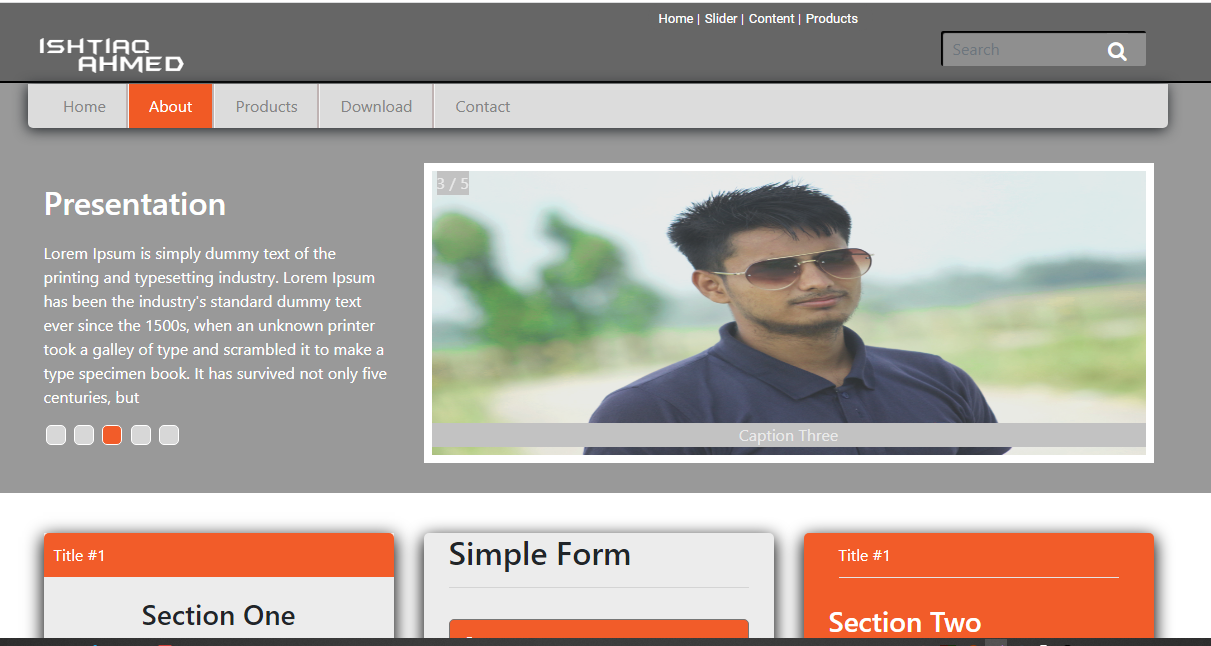 Home | Slider | Content | Products
ISHTIAQ
AHMED
Search
Home About Products Download Contact
Presentation
Lorem Ipsum is simply dummy text of the
printing and typesetting industry. Lorem Ipsum
has been the industry's standard dummy text
ever since the 1500s, when an unknown printer
took a galley of type and scrambled it to make a
type specimen book. It has survived not only five
centuries, but
3 / 5
Caption Three
Title #1
Section One
Simple Form
Title #1
Section Two